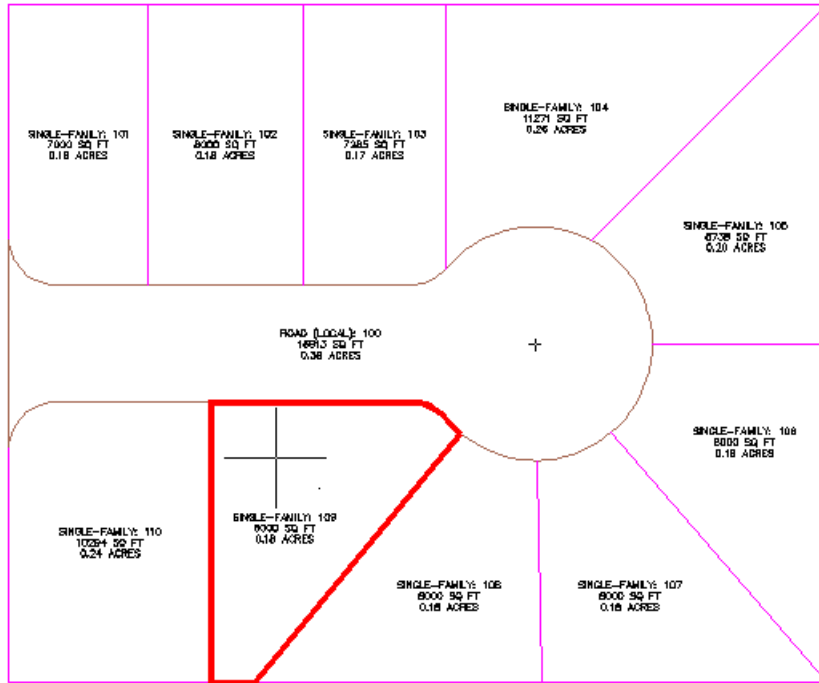 SINGLE-FAMILY: 101
SQ FT
0.18 ACRES
SINGLE-FAMILY: 102
8000 SQ FT
0.18 ACRES
SINGLE-FAMILY: 103
7385 SQ FT
0.17 ACRES
SINGLE-FAMILY: 104
11271 SQ FT
0.26 ACRES
SINGLE-FAMILY: 105
8738 SQ FT
0.20 ACRES
ROAD (LOCAL): 100
SQ FT
0.38 ACRES
SINGLE-FAMILY: 106
8000 SQ FT
0.18 ACRES
SINGLE-FAMILY: 109
8000 SQ FT
0.18 ACRES
SINGLE-FAMILY: 110
SQ FT
0.24 ACRES
SINGLE-FAMILY: 108
8000 SQ FT
0.18 ACRES
SINGLE-FAMILY: 107
8000 SQ FT
0.18 ACRES